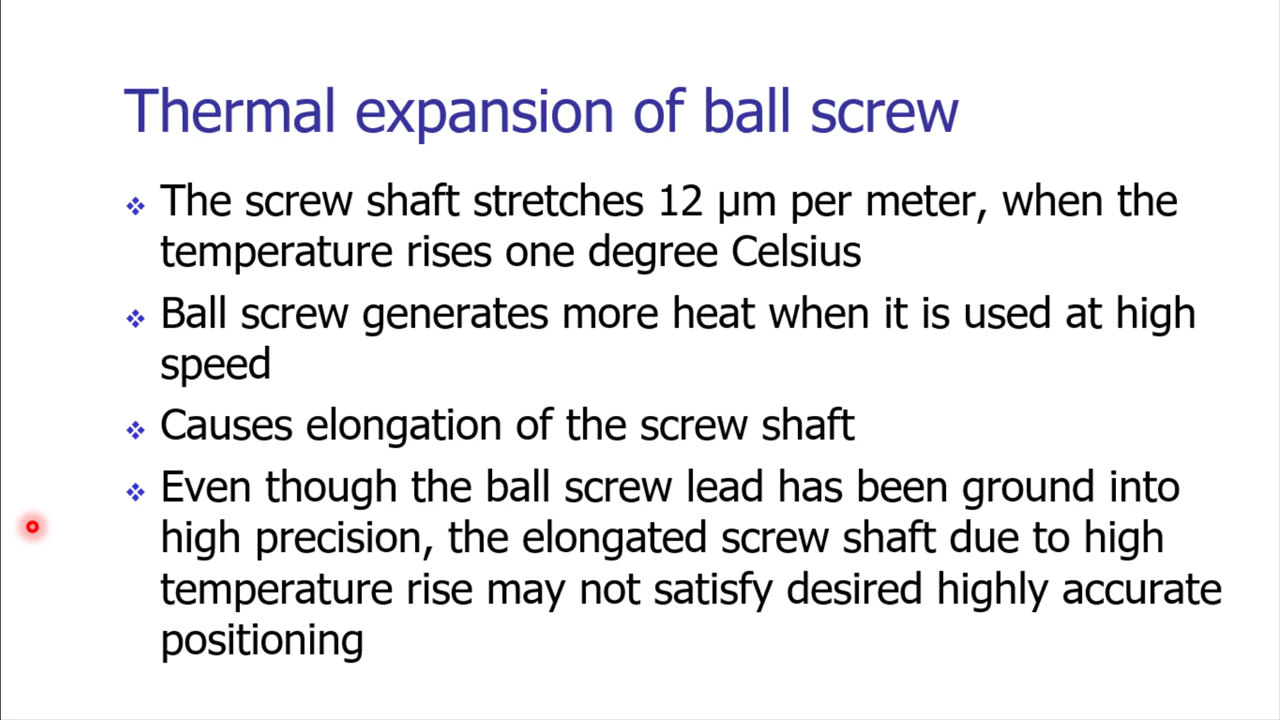 Thermal expansion of ball screw
The screw shaft stretches 12 µm per meter, when the
temperature rises one degree Celsius
Ball screw generates more heat when it is used at high
speed
Causes elongation of the screw shaft
Even though the ball screw lead has been ground into
high precision, the elongated screw shaft due to high
temperature rise may not satisfy desired highly accurate
positioning